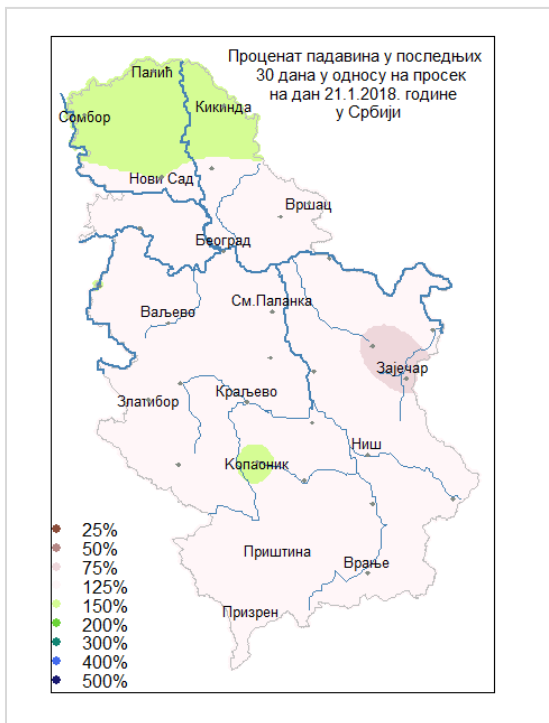 Проценат падавина у последњих
30 дана у односу на просек
на дан 21.1.2018. године
у Србији
Палић
Кикинда
Сомбор
Нови Сад
Вршац
Београд
См.Паланка
Ваљево
Зајечар
Краљево
Златибор
Ниш
Копаоник
Приштина
Врање
Призрен
25%
50%
75%
125%
150%
200%
300%
400%
500%